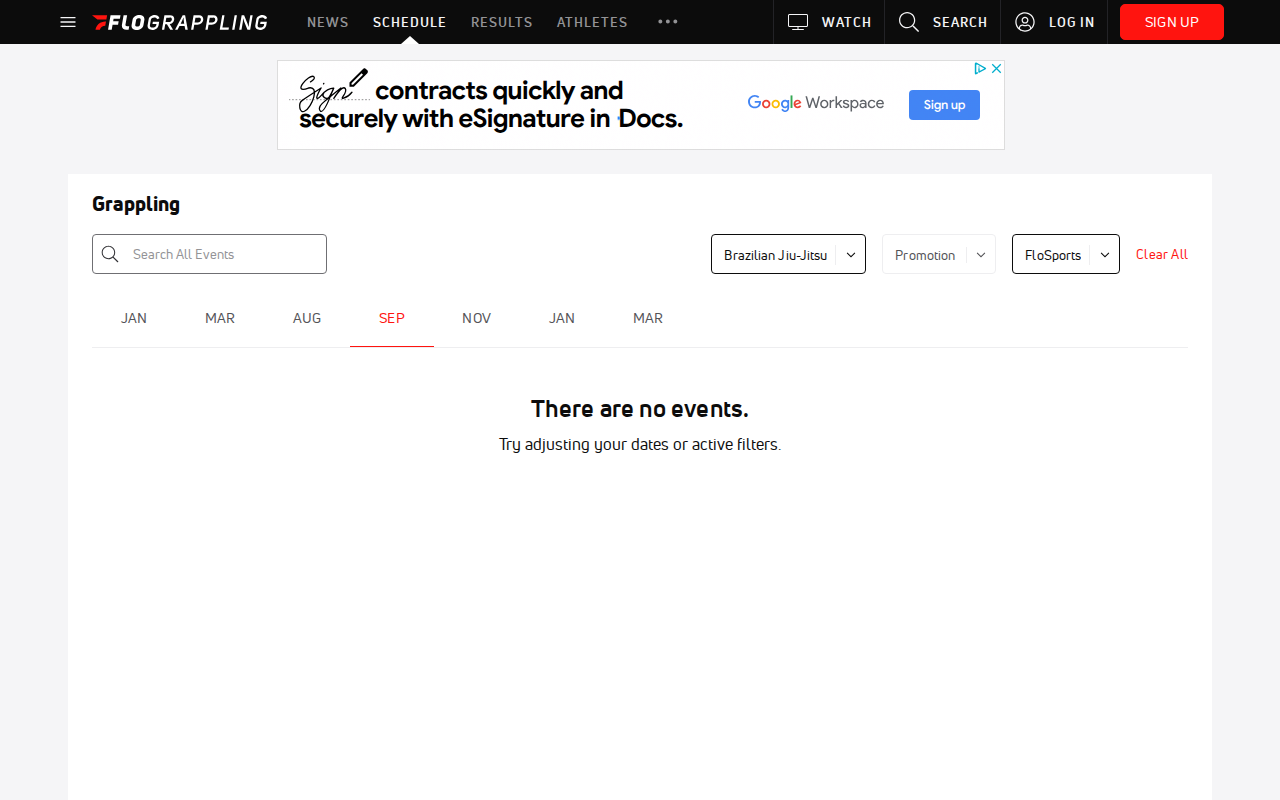 FLOGRAPPLING NEWS SCHEDULE RESULTS ATHLETES WATCH SEARCH LOG IN SIGN UP
Sign contracts quickly and
securely with eSignature in Docs.
Google Workspace
Sign up
Grappling
Search All Events
Brazilian Jiu-Jitsu
Promotion
FloSports
Clear All
JAN MAR AUG SEP NOV JAN MAR
There are no events.
Try adjusting your dates or active filters.